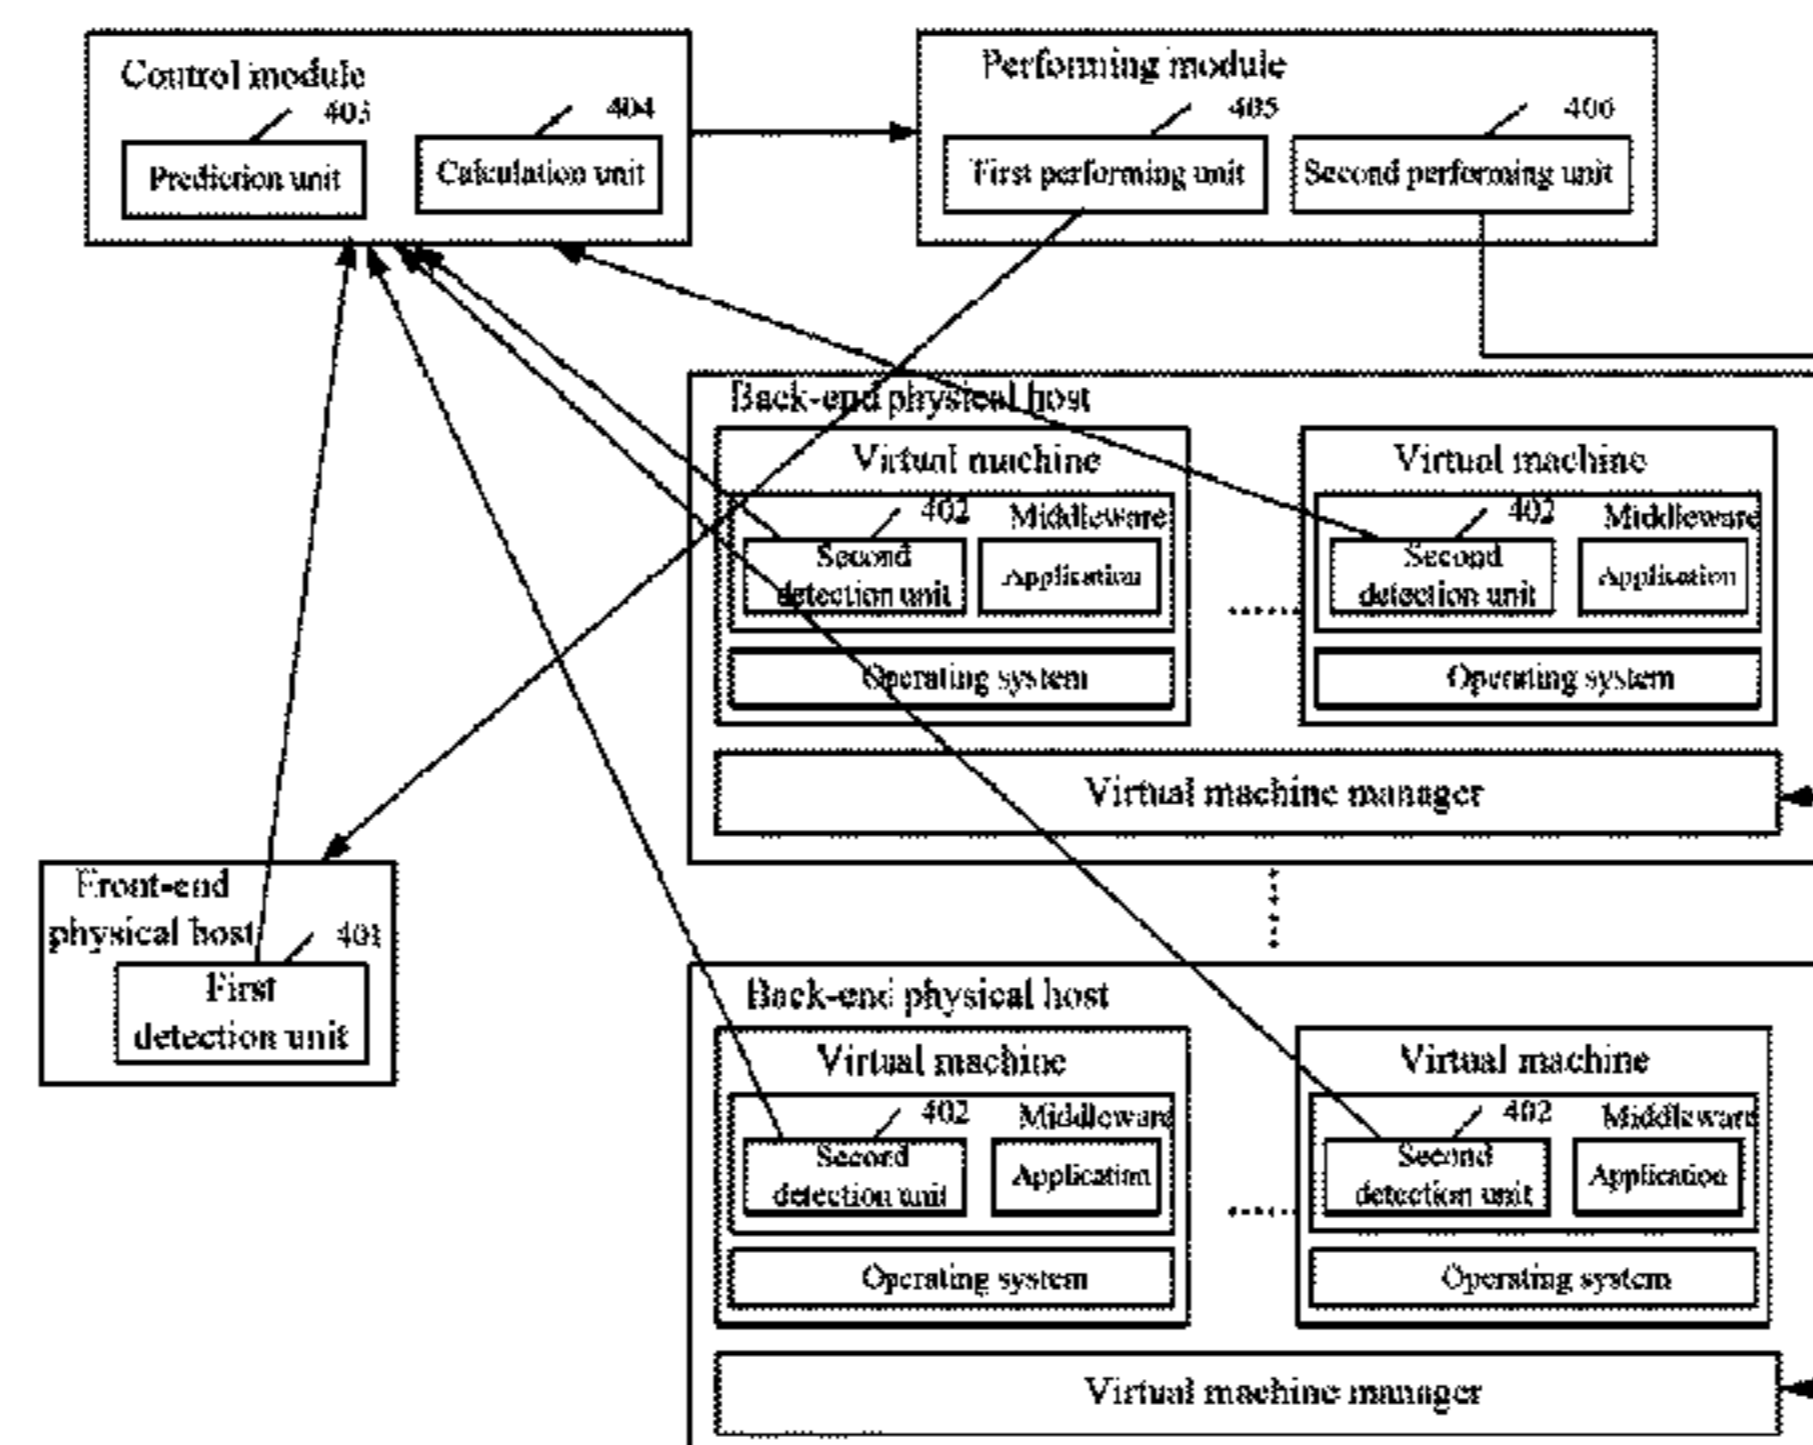 Control module
403
404
Prediction unit
Calculation unit
Performing module
405
406
First performing unit
Second performing unit
Back-end physical host
Virtual machine
402
Middleware
Second
detection unit
Application
Operating system
Virtual machine
402
Middleware
Second
detection unit
Application
Operating system
Virtual machine manager
Front-end
physical host
401
First
detection unit
Back-end physical host
Virtual machine
402
Middleware
Second
detection unit
Application
Operating system
Virtual machine
402
Middleware
Second
detection unit
Application
Operating system
Virtual machine manager